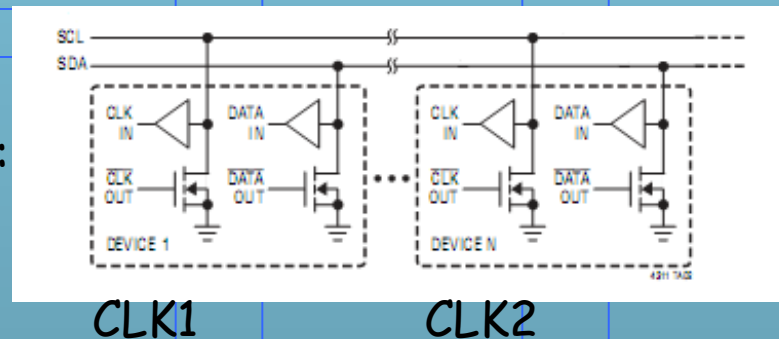 SCL
SDA
CLK IN DATA IN CLK IN DATA IN
:
CLK OUT DATA OUT ••• CLK OUT DATA OUT
DEVICE 1 DEVICE N
CLK1 CLK2